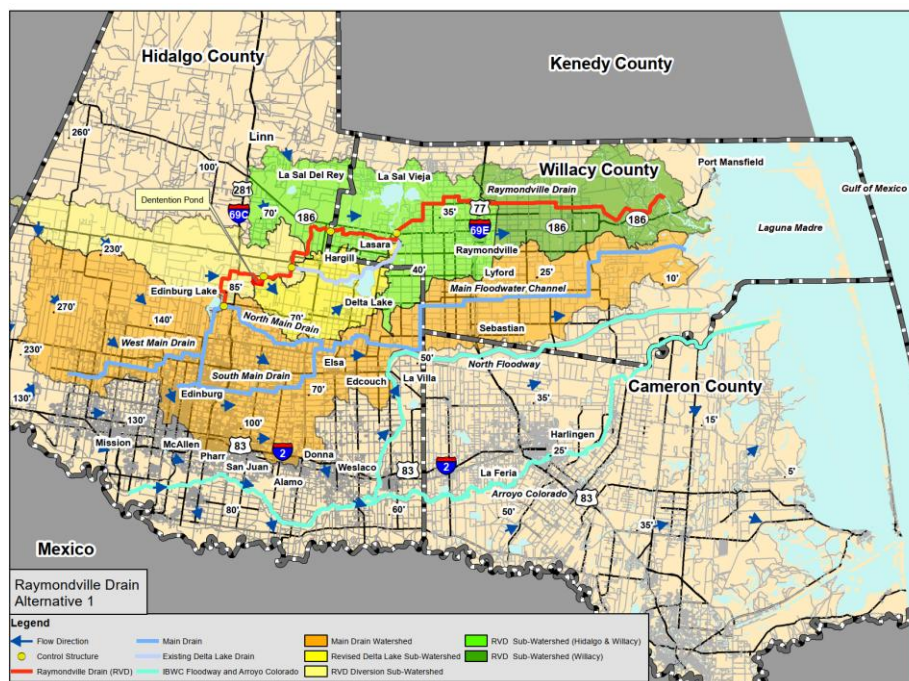 Hidalgo County
Kenedy County
260'
Linn
100'
281
69C
La Sal Del Rey
La Sal Vieja
Willacy County
Port Mansfield
Gulf of Mexico
Dentention Pond
70'
186
35'
Raymondville Drain
77
186
186
Laguna Madre
69E
230'
Hargill
Lasara
Raymondville
Edinburg Lake
85'
40'
Lyford
25'
10'
Delta Lake
Main Floodwater Channel
270'
140'
North Main Drain
70'
Sebastian
230'
West Main Drain
South Main Drain
Elsa
50'
North Floodway
130'
Edinburg
70'
Edcouch
La Villa
Cameron County
35'
130'
100'
15'
Mission
McAllen
83
Harlingen
Pharr
2
Donna
25'
San Juan
Weslaco
83
2
La Feria
5'
Alamo
Arroyo Colorado
83
80'
60'
50'
35'
Mexico
Raymondville Drain
Alternative 1
Legend
Flow Direction
Main Drain
Main Drain Watershed
RVD Sub-Watershed (Hidalgo & Willacy)
Control Structure
Existing Delta Lake Drain
Revised Delta Lake Sub-Watershed
RVD Sub-Watershed (Willacy)
Raymondville Drain (RVD)
IBWC Floodway and Arroyo Colorado
RVD Diversion Sub-Watershed